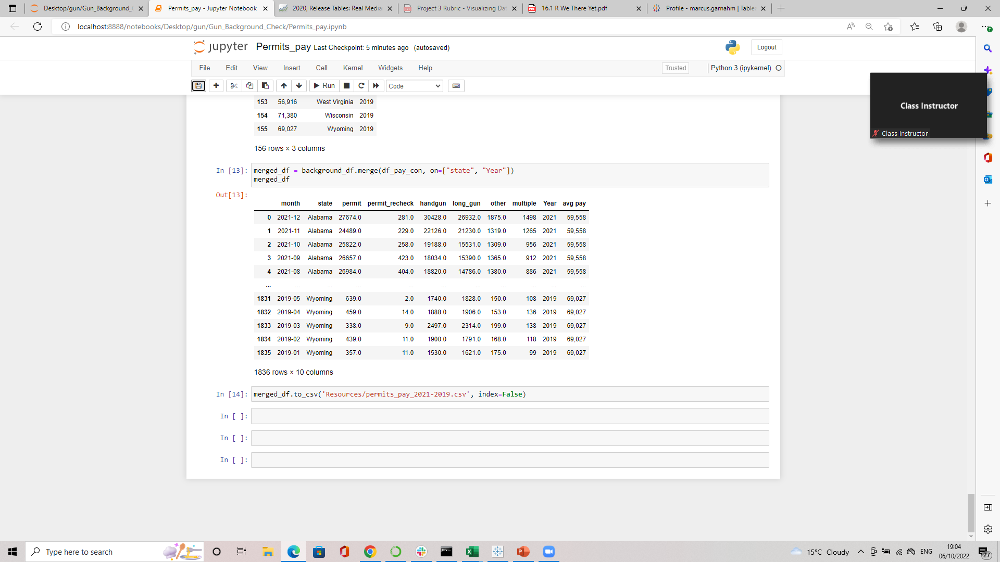 Desktop/gun/Gun_Background_C
Permits_pay - Jupyter Notebook
2020, Release Tables: Real Media
Project 3 Rubric - Visualizing Dat
16.1 R We There Yet.pdf
Profile - marcus.garnahm | Table
localhost:8888/notebooks/Desktop/gun/Gun_Background_Check/Permits_pay.ipynb
jupyter Permits_pay Last Checkpoint: 5 minutes ago (autosaved)
Logout
File Edit View Insert Cell Kernel Widgets Help
Trusted Python 3 (ipykernel)
Run Code
Class Instructor
Class Instructor
153 56,916 West Virginia 2019
154 71,380 Wisconsin 2019
155 69,027 Wyoming 2019
156 rows × 3 columns
In [13]: merged_df = background_df.merge(df_pay_con, on=["state", "Year"])
merged_df
Out[13]:
month state permit permit_recheck handgun long_gun other multiple Year avg pay
0 2021-12 Alabama 27674.0 281.0 30428.0 26932.0 1875.0 1498 2021 59,558
1 2021-11 Alabama 24489.0 229.0 22126.0 21230.0 1319.0 1265 2021 59,558
2 2021-10 Alabama 25822.0 258.0 19188.0 15531.0 1309.0 956 2021 59,558
3 2021-09 Alabama 26657.0 423.0 18034.0 15390.0 1365.0 912 2021 59,558
4 2021-08 Alabama 26984.0 404.0 18820.0 14786.0 1380.0 886 2021 59,558
... ... ... ... ... ... ... ... ... ... ...
1831 2019-05 Wyoming 639.0 2.0 1740.0 1828.0 150.0 108 2019 69,027
1832 2019-04 Wyoming 459.0 14.0 1888.0 1906.0 153.0 136 2019 69,027
1833 2019-03 Wyoming 338.0 9.0 2497.0 2314.0 199.0 138 2019 69,027
1834 2019-02 Wyoming 439.0 11.0 1900.0 1791.0 168.0 118 2019 69,027
1835 2019-01 Wyoming 357.0 11.0 1530.0 1621.0 175.0 99 2019 69,027
1836 rows × 10 columns
In [14]: merged_df.to_csv('Resources/permits_pay_2021-2019.csv', index=False)
In [ ]:
In [ ]:
In [ ]:
Type here to search
15°C Cloudy
ENG
19:04
06/10/2022
27